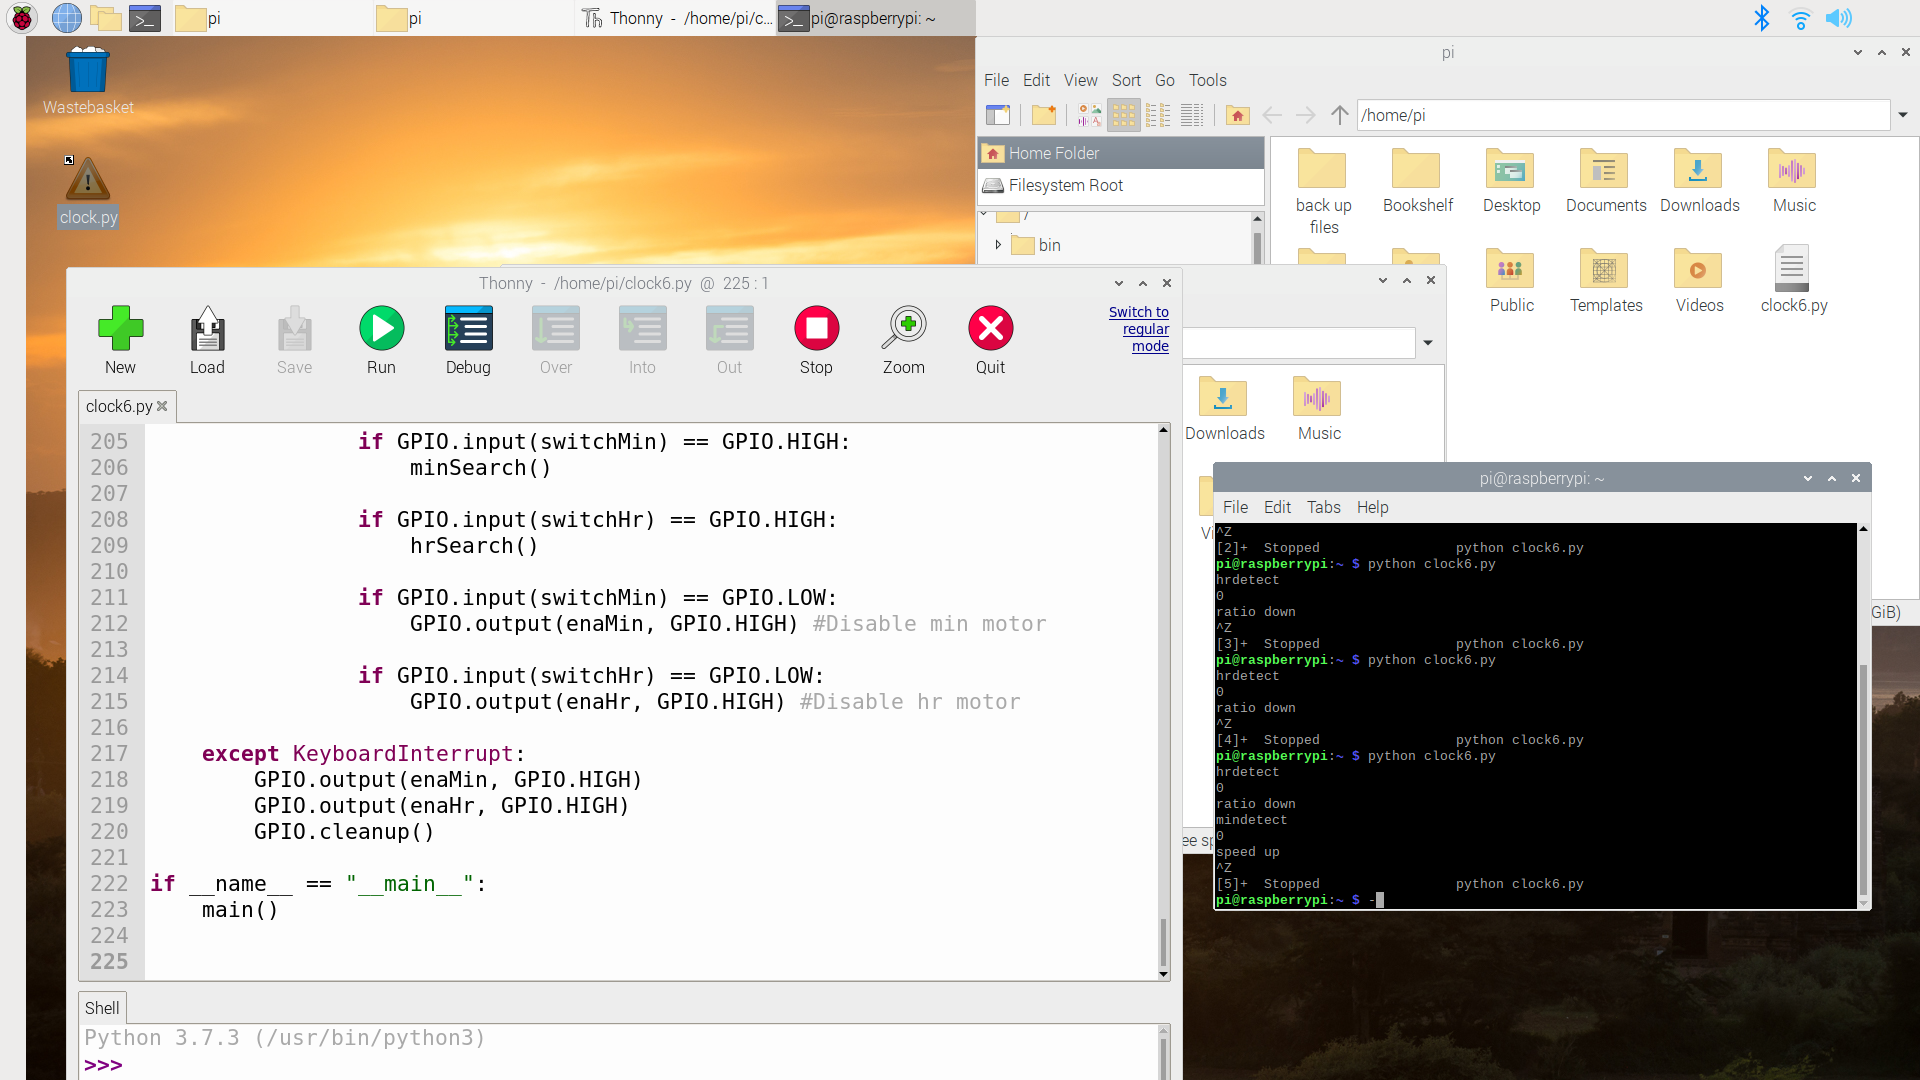 pi
pi
Thonny - /home/pi/c...
pi@raspberrypi: ~
Wastebasket
clock.py
pi
File Edit View Sort Go Tools
/home/pi
Home Folder
Filesystem Root
/
bin
back up files
Bookshelf
Desktop
Documents
Downloads
Music
Public
Templates
Videos
clock6.py
GiB)
Downloads
Music
Vi
ee sp
Thonny - /home/pi/clock6.py @ 225 : 1
New
Load
Save
Run
Debug
Over
Into
Out
Stop
Zoom
Quit
Switch to
regular
mode
clock6.py
205 if GPIO.input(switchMin) == GPIO.HIGH:
206 minSearch()
207
208 if GPIO.input(switchHr) == GPIO.HIGH:
209 hrSearch()
210
211 if GPIO.input(switchMin) == GPIO.LOW:
212 GPIO.output(enaMin, GPIO.HIGH) #Disable min motor
213
214 if GPIO.input(switchHr) == GPIO.LOW:
215 GPIO.output(enaHr, GPIO.HIGH) #Disable hr motor
216
217 except KeyboardInterrupt:
218 GPIO.output(enaMin, GPIO.HIGH)
219 GPIO.output(enaHr, GPIO.HIGH)
220 GPIO.cleanup()
221
222 if __name__ == "__main__":
223 main()
224
225
Shell
Python 3.7.3 (/usr/bin/python3)
>>>
pi@raspberrypi: ~
File Edit Tabs Help
^Z
[2]+ Stopped python clock6.py
pi@raspberrypi:~ $ python clock6.py
hrdetect
0
ratio down
^Z
[3]+ Stopped python clock6.py
pi@raspberrypi:~ $ python clock6.py
hrdetect
0
ratio down
^Z
[4]+ Stopped python clock6.py
pi@raspberrypi:~ $ python clock6.py
hrdetect
0
ratio down
mindetect
0
speed up
^Z
[5]+ Stopped python clock6.py
pi@raspberrypi:~ $ -